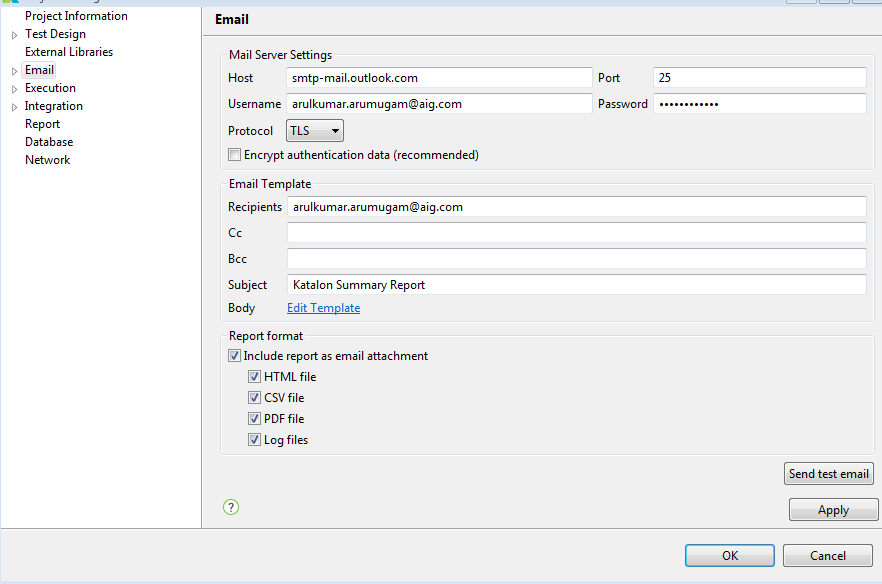 Project Information
Test Design
External Libraries
Email
Execution
Integration
Report
Database
Network
Email
Mail Server Settings
Host smtp-mail.outlook.com Port 25
Username arulkumar.arumugam@aig.com Password ••••••••••••
Protocol TLS
Encrypt authentication data (recommended)
Email Template
Recipients arulkumar.arumugam@aig.com
Cc
Bcc
Subject Katalon Summary Report
Body Edit Template
Report format
Include report as email attachment
HTML file
CSV file
PDF file
Log files
Send test email
?
Apply
OK Cancel